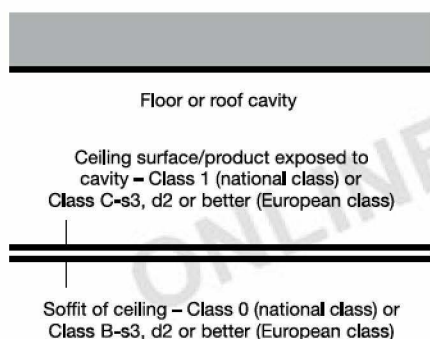 Floor or roof cavity
Ceiling surface/product exposed to
cavity – Class 1 (national class) or
Class C-s3, d2 or better (European class)
ONLINE
Soffit of ceiling – Class 0 (national class) or
Class B-s3, d2 or better (European class)